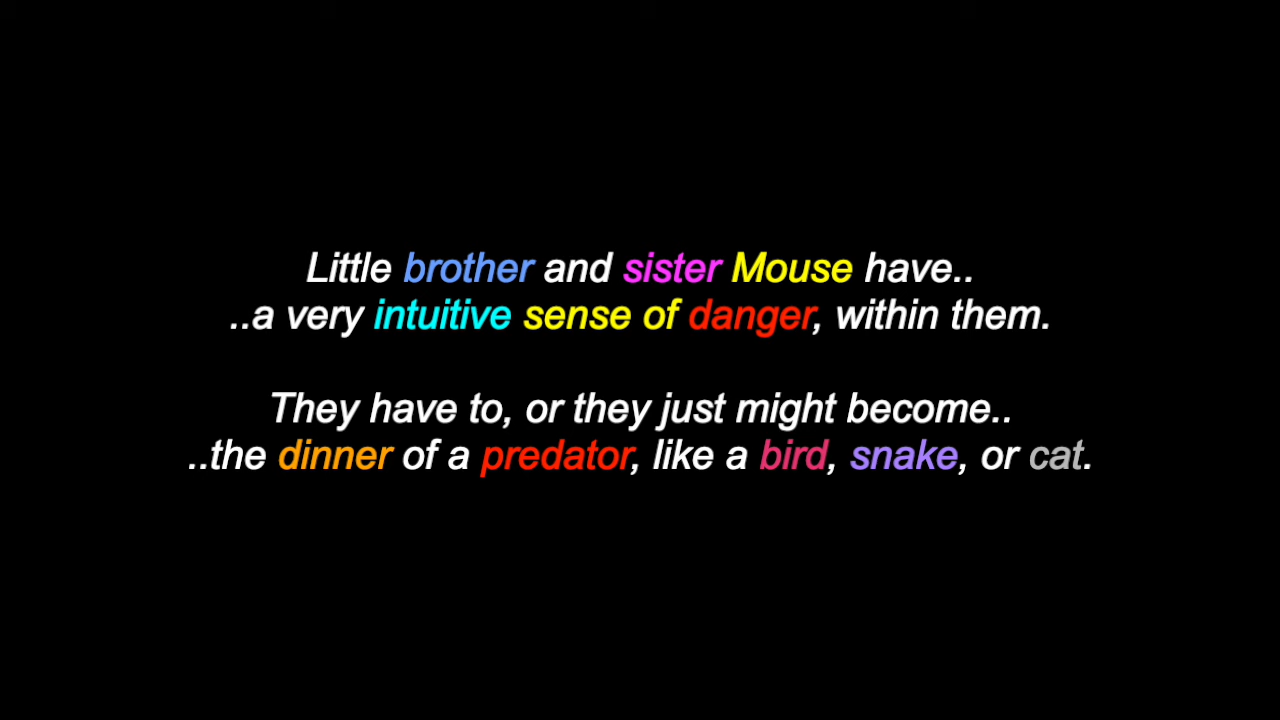 Little brother and sister Mouse have..
..a very intuitive sense of danger, within them.
They have to, or they just might become..
..the dinner of a predator, like a bird, snake, or cat.